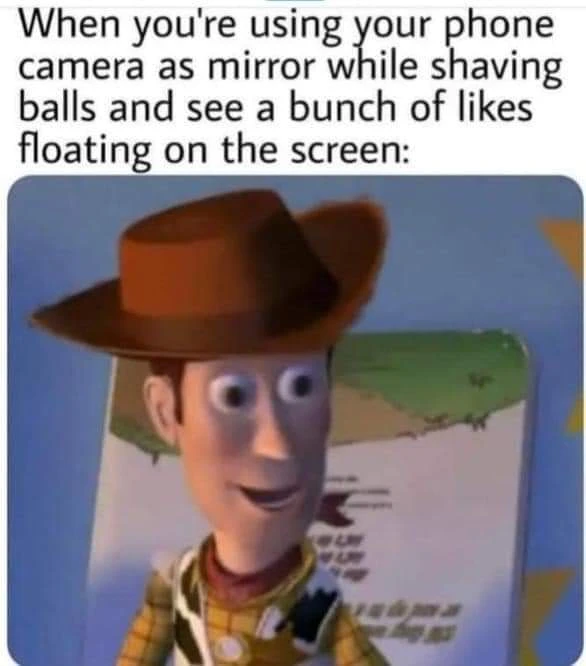 When you're using your phone
camera as mirror while shaving
balls and see a bunch of likes
floating on the screen: